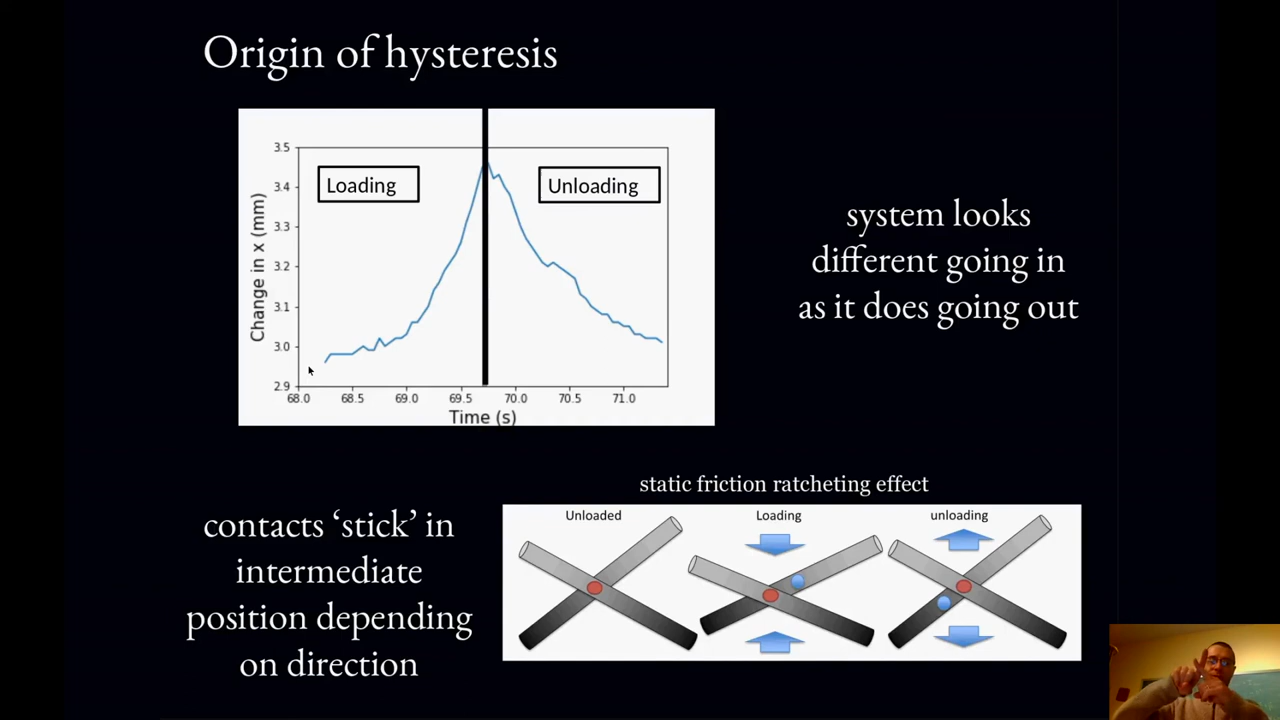 Origin of hysteresis
3.5
3.4
3.3
3.2
3.1
3.0
2.9
Change in x (mm)
Loading
Unloading
68.0 68.5 69.0 69.5 70.0 70.5 71.0
Time (s)
system looks
different going in
as it does going out
contacts ‘stick’ in
intermediate
position depending
on direction
static friction ratcheting effect
Unloaded Loading unloading